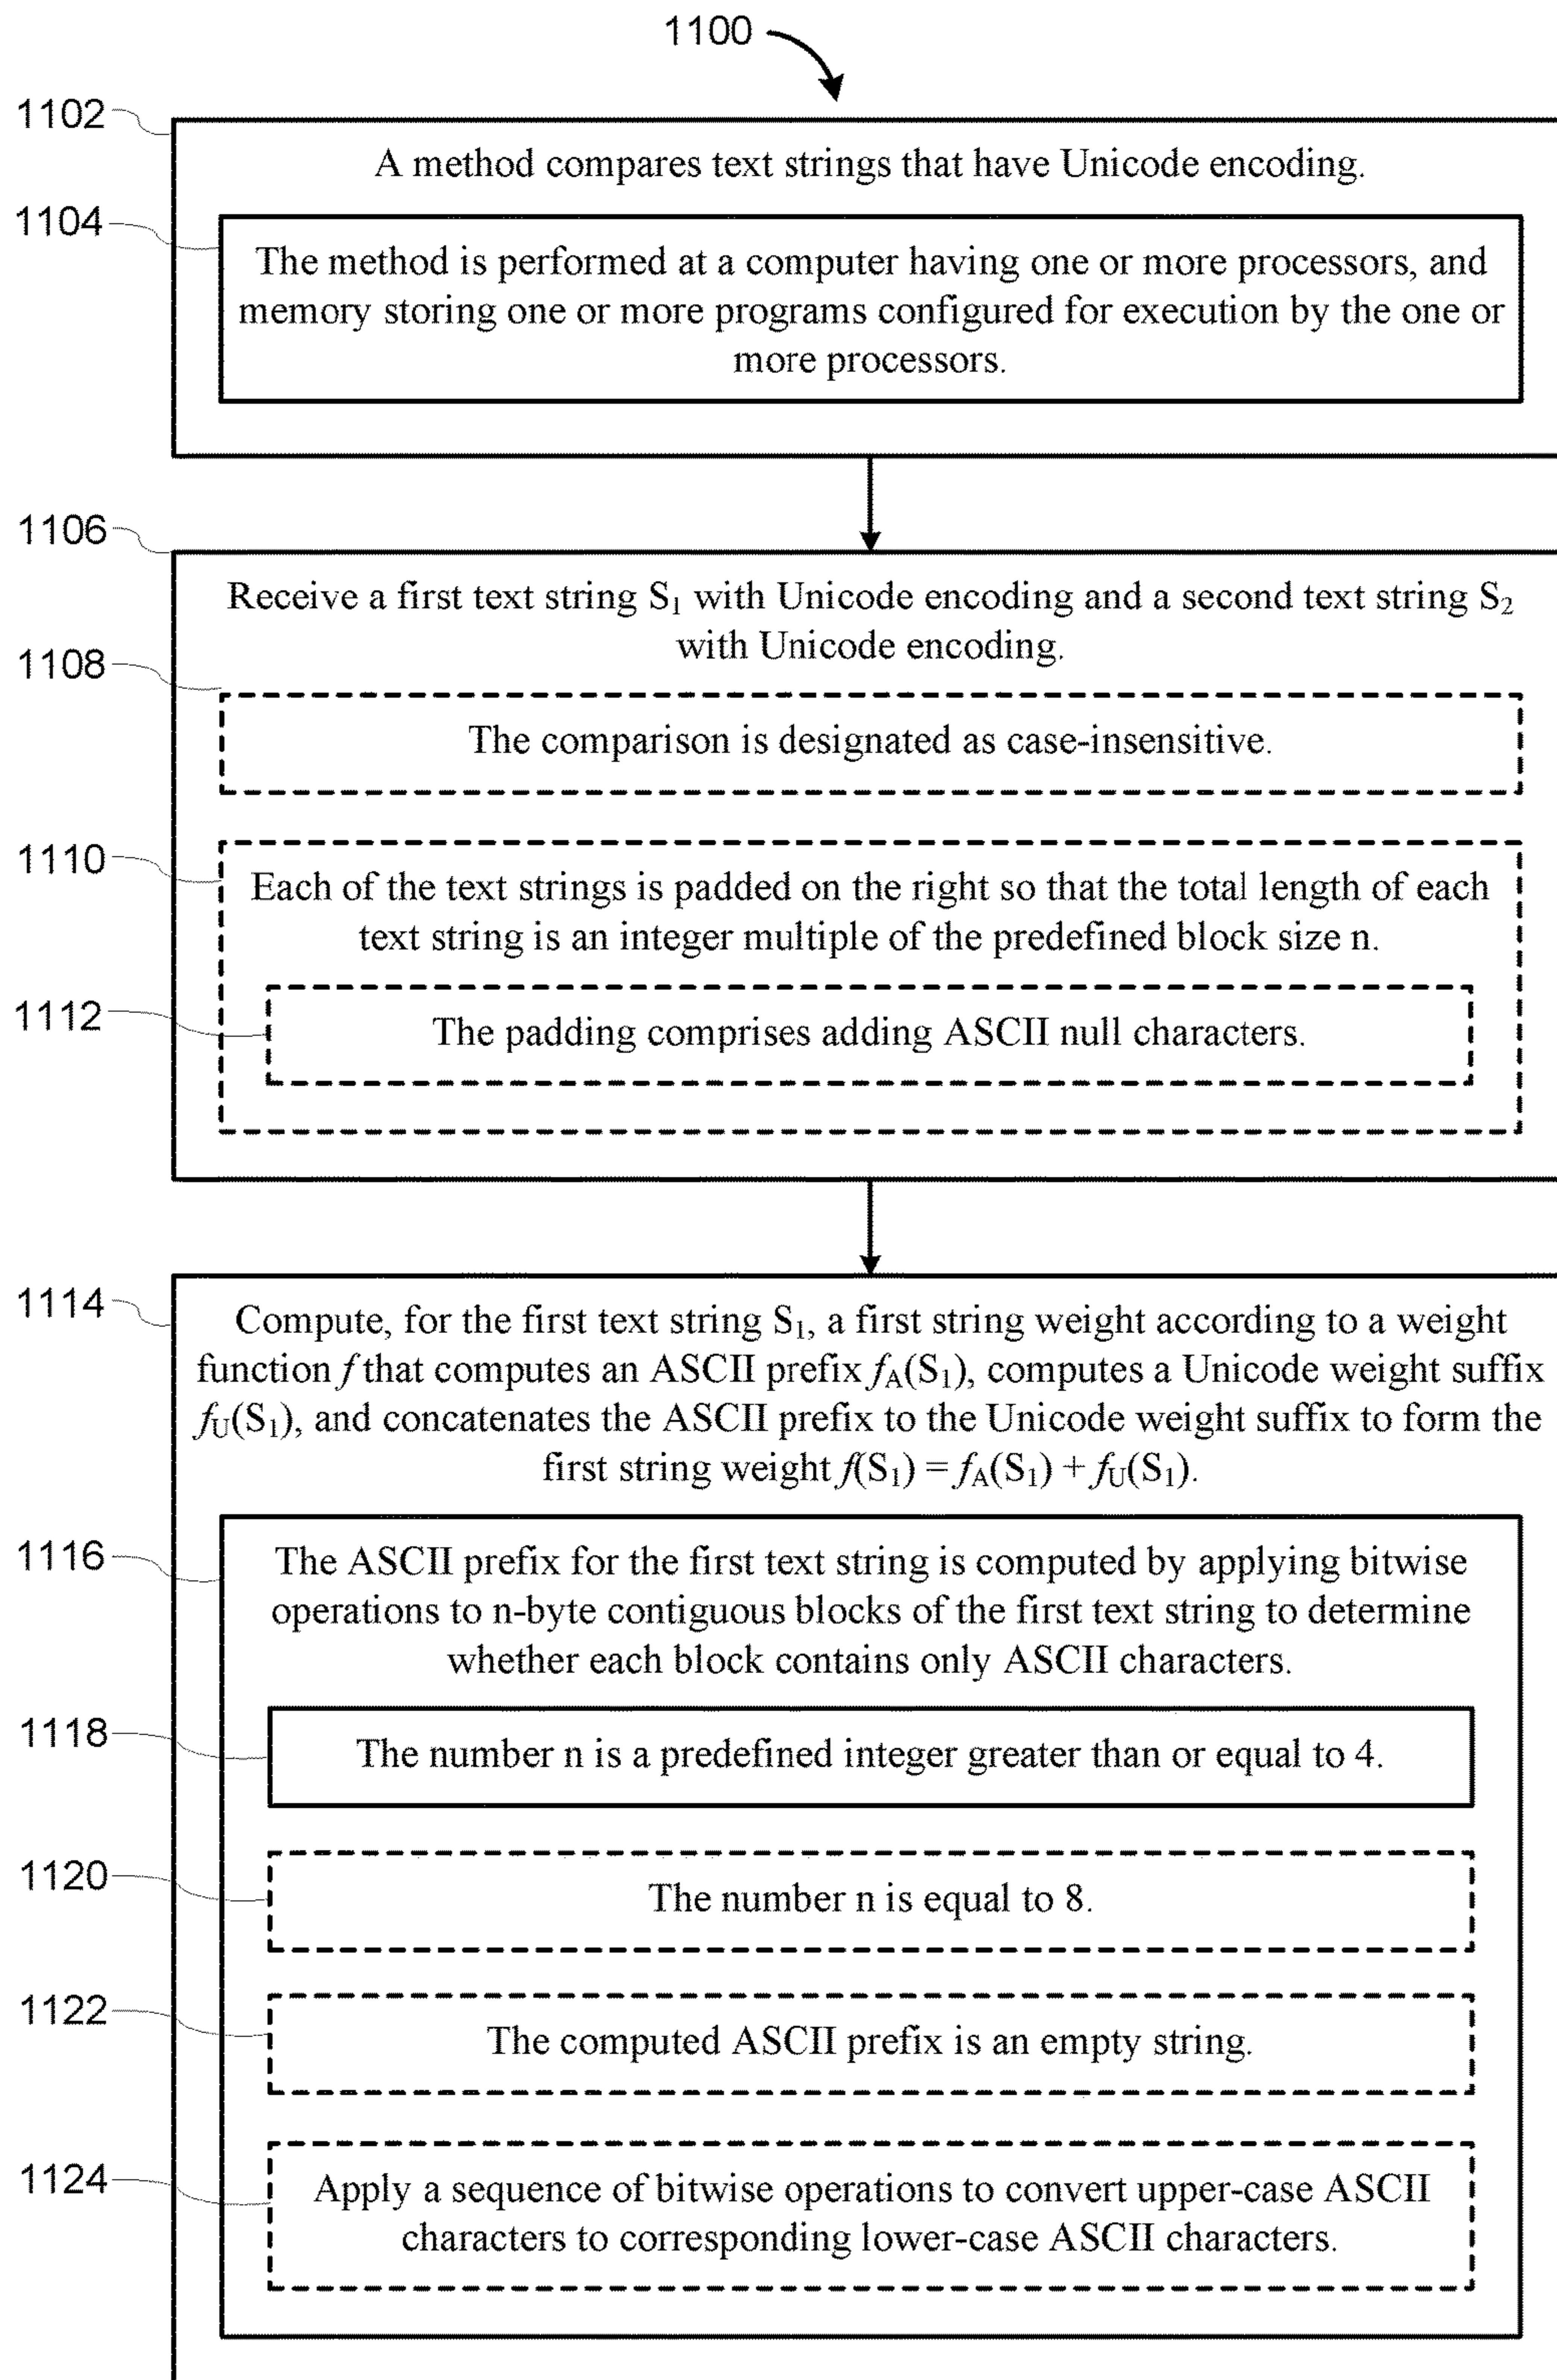 1100
1102
A method compares text strings that have Unicode encoding.
1104
The method is performed at a computer having one or more processors, and
memory storing one or more programs configured for execution by the one or
more processors.
1106
Receive a first text string S₁ with Unicode encoding and a second text string S₂
with Unicode encoding.
1108
The comparison is designated as case-insensitive.
1110
Each of the text strings is padded on the right so that the total length of each
text string is an integer multiple of the predefined block size n.
1112
The padding comprises adding ASCII null characters.
1114
Compute, for the first text string S₁, a first string weight according to a weight
function f that computes an ASCII prefix f_A(S₁), computes a Unicode weight suffix
f_U(S₁), and concatenates the ASCII prefix to the Unicode weight suffix to form the
first string weight f(S₁) = f_A(S₁) + f_U(S₁).
1116
The ASCII prefix for the first text string is computed by applying bitwise
operations to n-byte contiguous blocks of the first text string to determine
whether each block contains only ASCII characters.
1118
The number n is a predefined integer greater than or equal to 4.
1120
The number n is equal to 8.
1122
The computed ASCII prefix is an empty string.
1124
Apply a sequence of bitwise operations to convert upper-case ASCII
characters to corresponding lower-case ASCII characters.